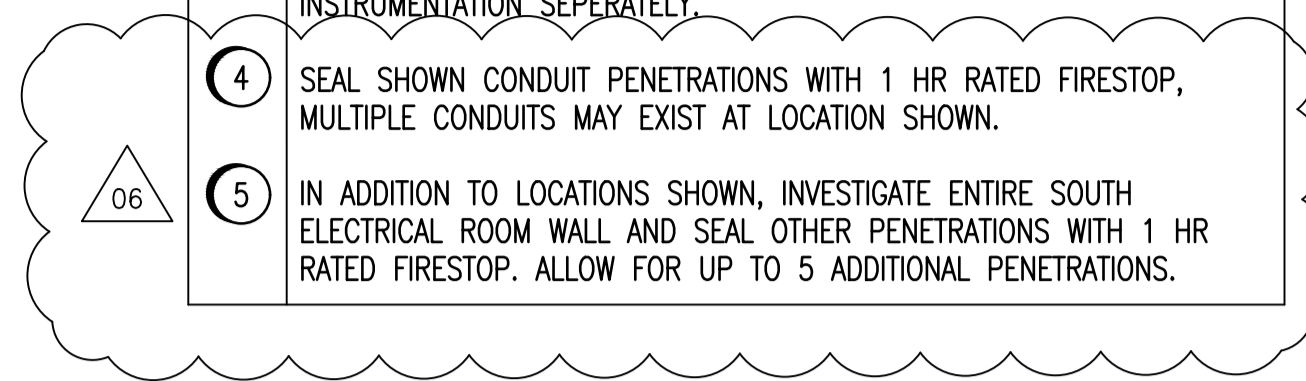 INSTRUMENTATION SEPERATELY.
4 SEAL SHOWN CONDUIT PENETRATIONS WITH 1 HR RATED FIRESTOP,
MULTIPLE CONDUITS MAY EXIST AT LOCATION SHOWN.
06
5 IN ADDITION TO LOCATIONS SHOWN, INVESTIGATE ENTIRE SOUTH
ELECTRICAL ROOM WALL AND SEAL OTHER PENETRATIONS WITH 1 HR
RATED FIRESTOP. ALLOW FOR UP TO 5 ADDITIONAL PENETRATIONS.